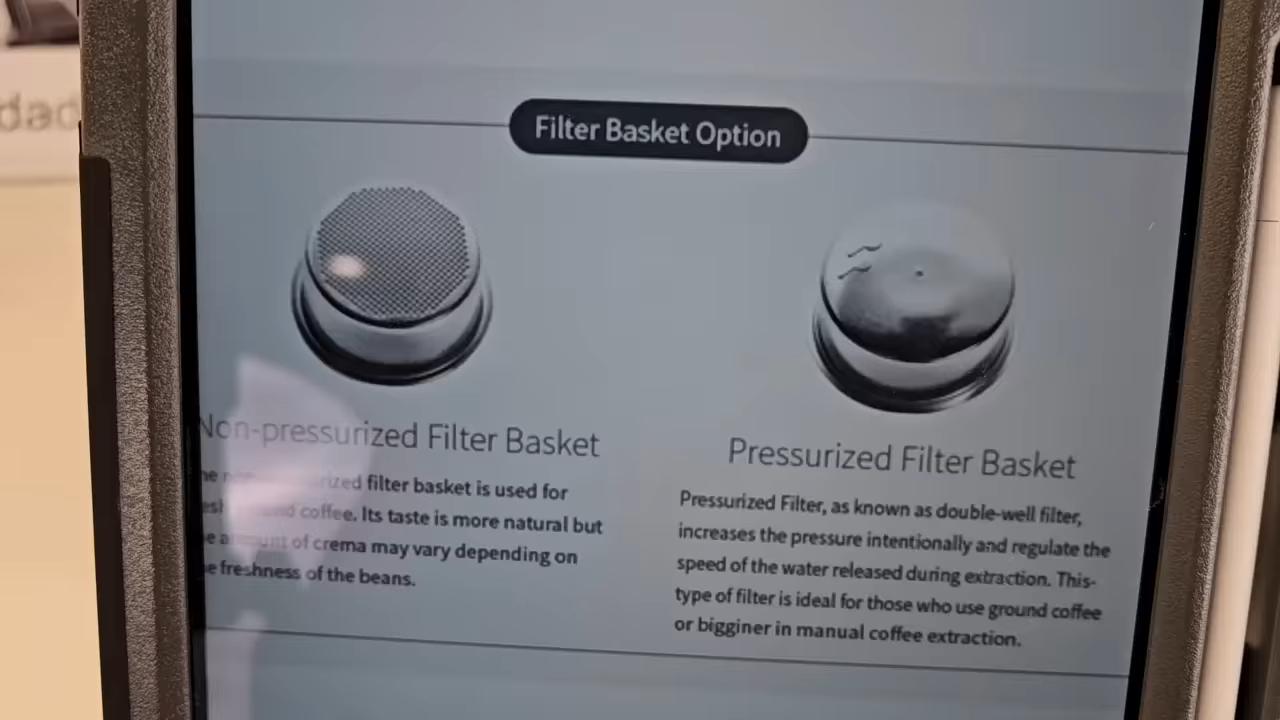 dad
Filter Basket Option
Non-pressurized Filter Basket
filter basket is used for
coffee. Its taste is more natural but
of crema may vary depending on
freshness of the beans.
Pressurized Filter Basket
Pressurized Filter, as known as double-well filter,
increases the pressure intentionally and regulate the
speed of the water released during extraction. This-
type of filter is ideal for those who use ground coffee
or bigginer in manual coffee extraction.